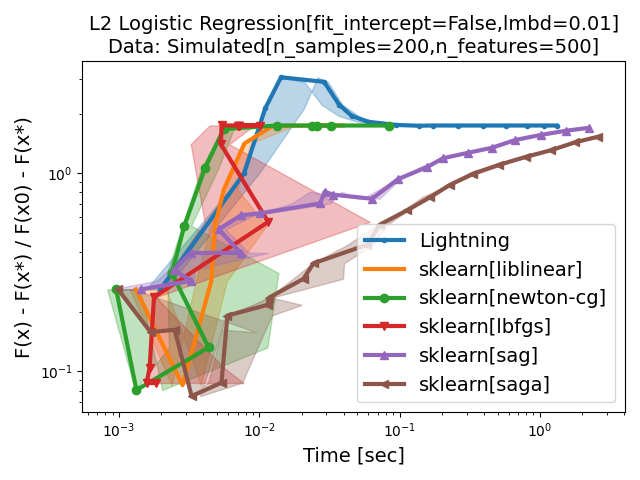 L2 Logistic Regression[fit_intercept=False,lmbd=0.01]
Data: Simulated[n_samples=200,n_features=500]
F(x) - F(x*) / F(x0) - F(x*)
10⁰
10⁻¹
Lightning
sklearn[liblinear]
sklearn[newton-cg]
sklearn[lbfgs]
sklearn[sag]
sklearn[saga]
10⁻³ 10⁻² 10⁻¹ 10⁰
Time [sec]